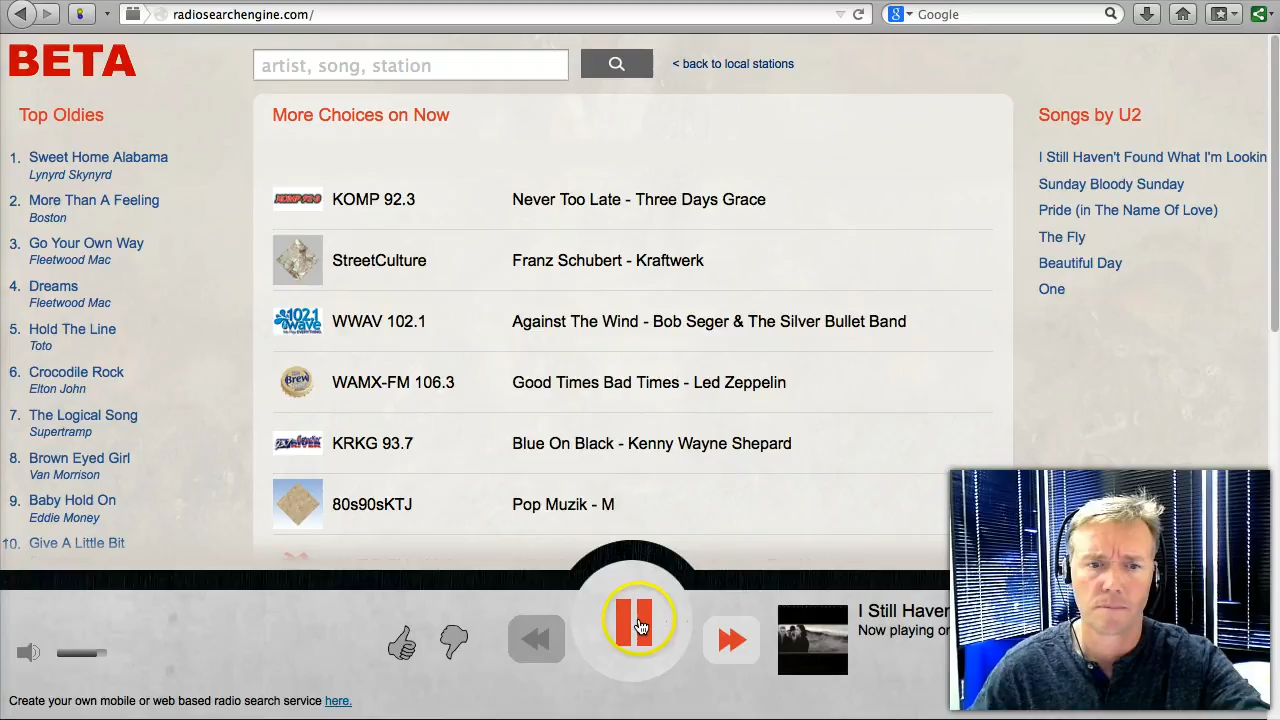 radiosearchengine.com/
Google
BETA
artist, song, station
< back to local stations
Top Oldies
1. Sweet Home Alabama
Lynyrd Skynyrd
2. More Than A Feeling
Boston
3. Go Your Own Way
Fleetwood Mac
4. Dreams
Fleetwood Mac
5. Hold The Line
Toto
6. Crocodile Rock
Elton John
7. The Logical Song
Supertramp
8. Brown Eyed Girl
Van Morrison
9. Baby Hold On
Eddie Money
10. Give A Little Bit
More Choices on Now
KOMP 92.3 Never Too Late - Three Days Grace
StreetCulture Franz Schubert - Kraftwerk
102.1 wave
WWAV 102.1 Against The Wind - Bob Seger & The Silver Bullet Band
Brew
WAMX-FM 106.3 Good Times Bad Times - Led Zeppelin
KRKG 93.7 Blue On Black - Kenny Wayne Shepard
80s90sKTJ Pop Muzik - M
Songs by U2
I Still Haven't Found What I'm Lookin
Sunday Bloody Sunday
Pride (in The Name Of Love)
The Fly
Beautiful Day
One
I Still Haven
Now playing on
Create your own mobile or web based radio search service here.